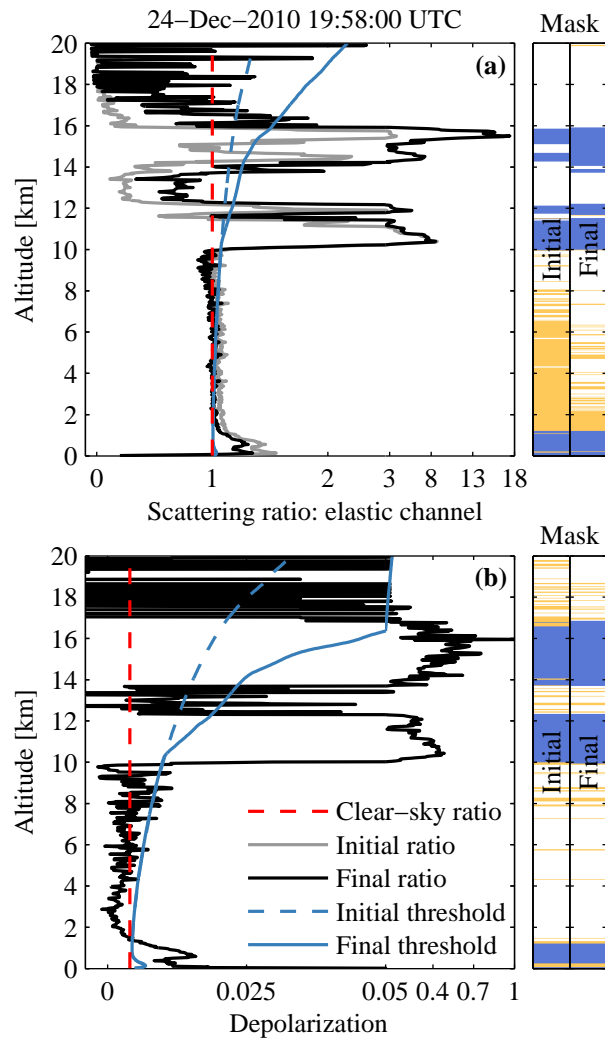 24−Dec−2010 19:58:00 UTC
Mask
(a)
20
18
16
14
12
10
8
6
4
2
0
Altitude [km]
Initial
Final
0 1 2 3 8 13 18
Scattering ratio: elastic channel
Mask
(b)
20
18
16
14
12
10
8
6
4
2
0
Altitude [km]
Initial
Final
Clear−sky ratio
Initial ratio
Final ratio
Initial threshold
Final threshold
0 0.025 0.05 0.4 0.7 1
Depolarization